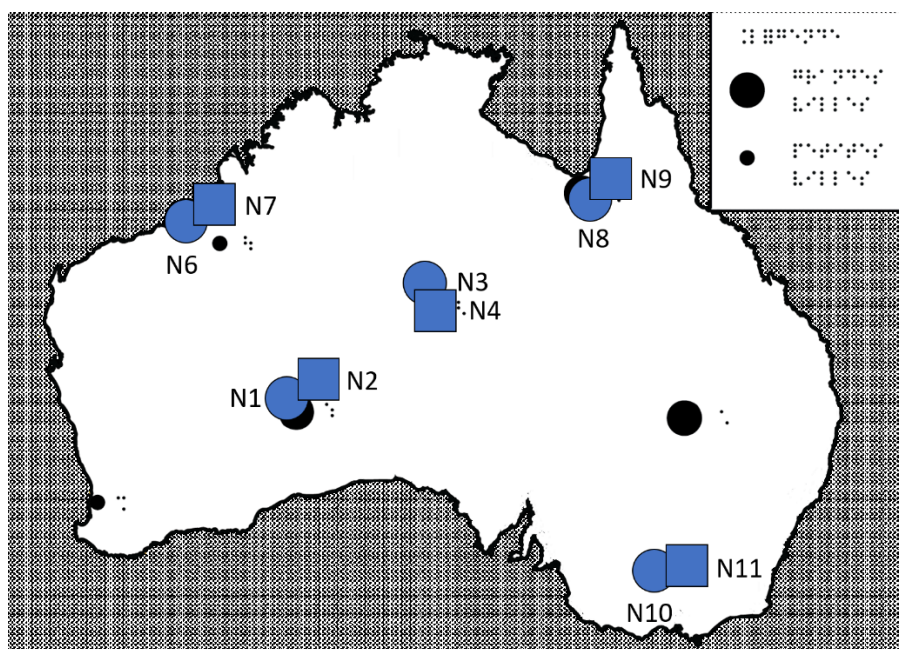 ⠨⠇⠿⠛⠑⠝⠙⠑
⠛⠗⠁⠝⠙⠑⠎
⠧⠊⠇⠇⠑⠎
⠏⠑⠞⠊⠞⠑⠎
⠧⠊⠇⠇⠑⠎
N9
N7
N8
N6
N3
N4
N2
N1
N11
N10